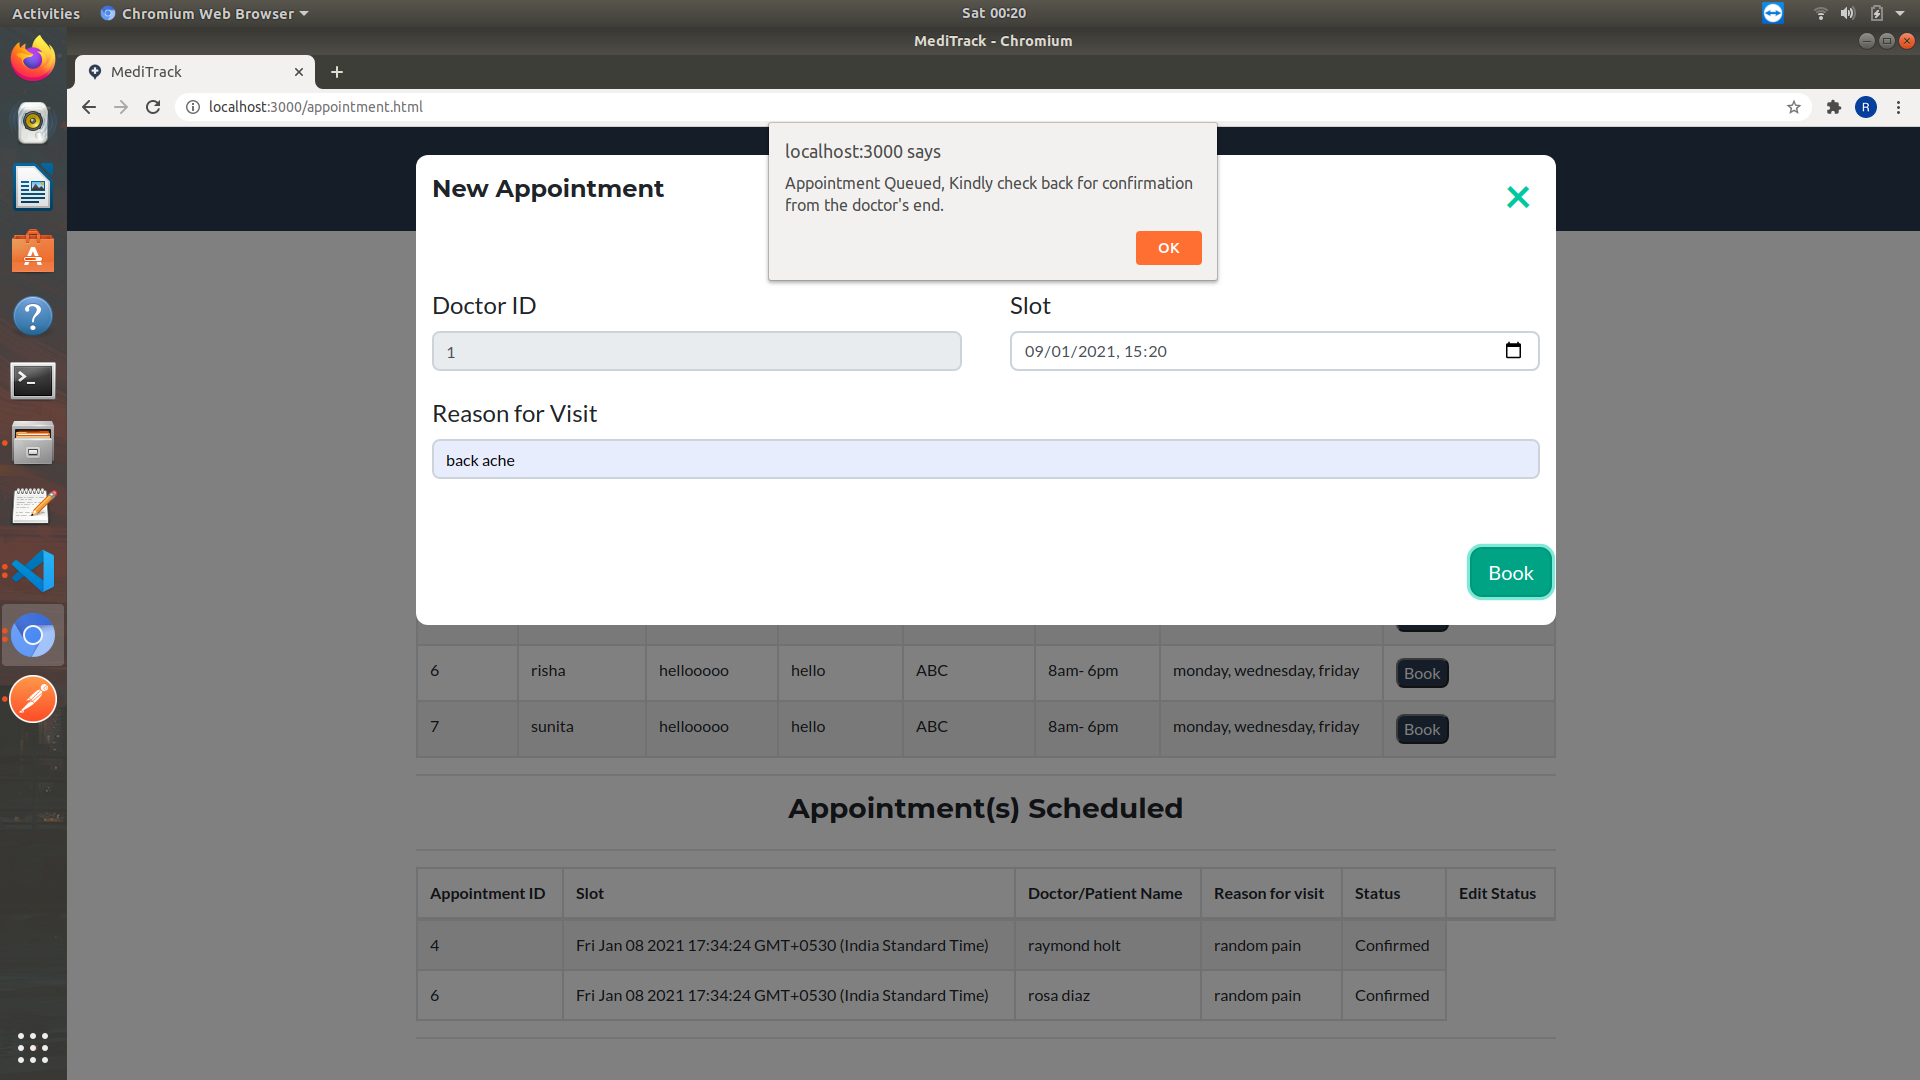 Activities
Chromium Web Browser
Sat 00:20
MediTrack - Chromium
MediTrack
localhost:3000/appointment.html
R
localhost:3000 says
Appointment Queued, Kindly check back for confirmation
from the doctor's end.
OK
New Appointment
Doctor ID
Slot
1
09/01/2021, 15:20
Reason for Visit
back ache
Book
6 risha hellooooo hello ABC 8am- 6pm monday, wednesday, friday Book
7 sunita hellooooo hello ABC 8am- 6pm monday, wednesday, friday Book
Appointment(s) Scheduled
Appointment ID Slot Doctor/Patient Name Reason for visit Status Edit Status
4 Fri Jan 08 2021 17:34:24 GMT+0530 (India Standard Time) raymond holt random pain Confirmed
6 Fri Jan 08 2021 17:34:24 GMT+0530 (India Standard Time) rosa diaz random pain Confirmed